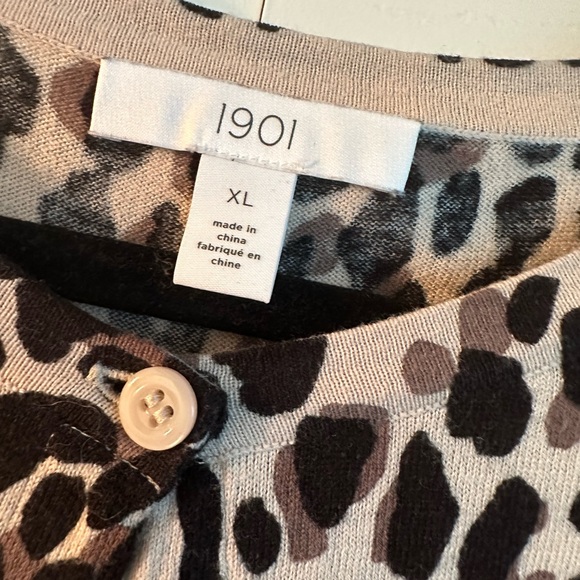 1901
XL
made in
china
fabriqué en
chine